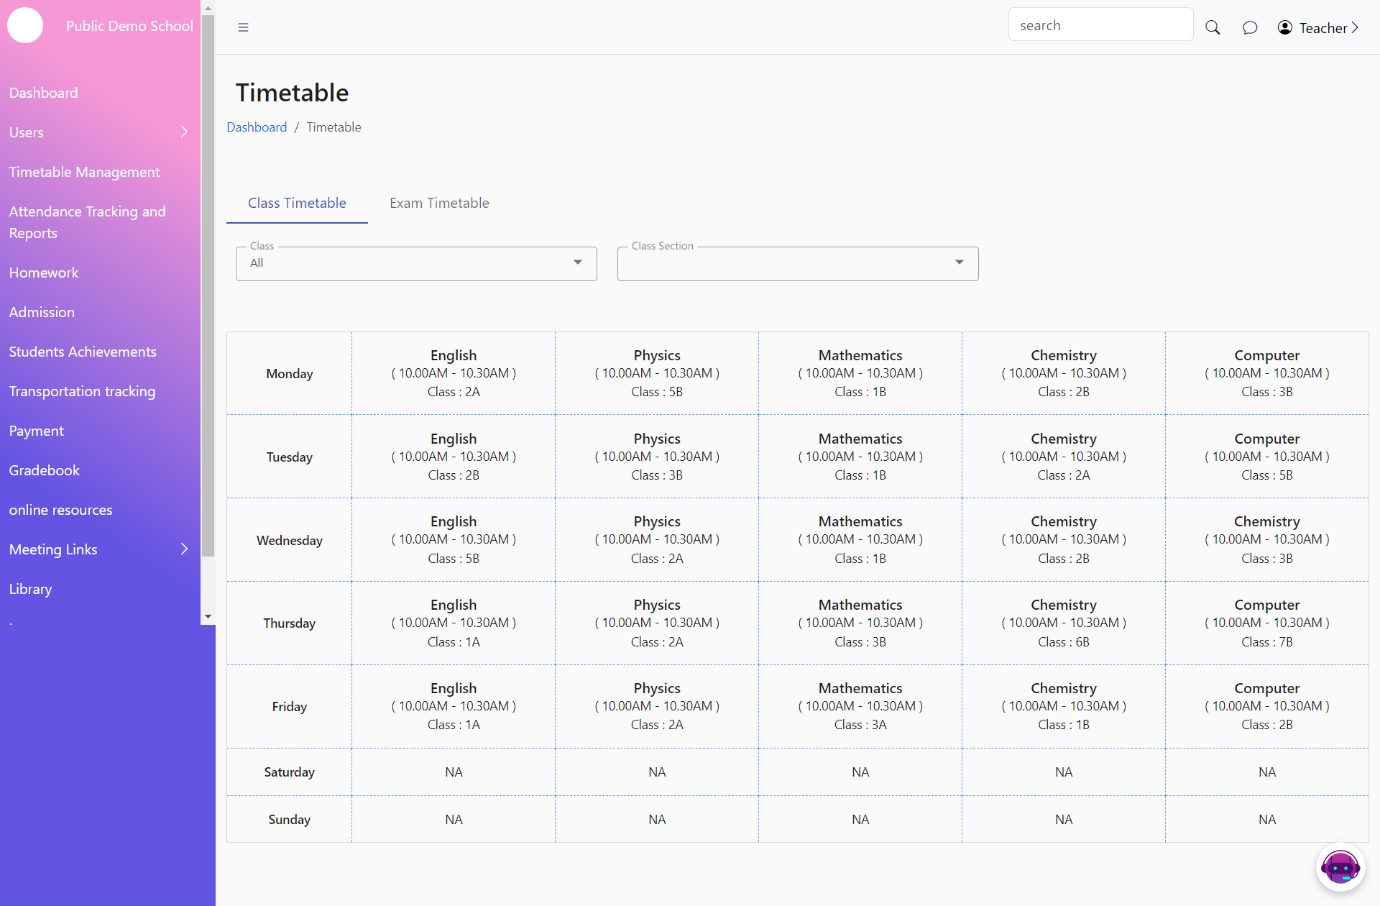 Public Demo School
search
Teacher
Dashboard
Users
Timetable Management
Attendance Tracking and
Reports
Homework
Admission
Students Achievements
Transportation tracking
Payment
Gradebook
online resources
Meeting Links
Library
Timetable
Dashboard / Timetable
Class Timetable Exam Timetable
Class Class Section
All
Monday
English Physics Mathematics Chemistry Computer
( 10.00AM - 10.30AM ) ( 10.00AM - 10.30AM ) ( 10.00AM - 10.30AM ) ( 10.00AM - 10.30AM ) ( 10.00AM - 10.30AM )
Class : 2A Class : 5B Class : 1B Class : 2B Class : 3B
Tuesday
English Physics Mathematics Chemistry Computer
( 10.00AM - 10.30AM ) ( 10.00AM - 10.30AM ) ( 10.00AM - 10.30AM ) ( 10.00AM - 10.30AM ) ( 10.00AM - 10.30AM )
Class : 2B Class : 3B Class : 1B Class : 2A Class : 5B
Wednesday
English Physics Mathematics Chemistry Chemistry
( 10.00AM - 10.30AM ) ( 10.00AM - 10.30AM ) ( 10.00AM - 10.30AM ) ( 10.00AM - 10.30AM ) ( 10.00AM - 10.30AM )
Class : 5B Class : 2A Class : 1B Class : 2B Class : 3B
Thursday
English Physics Mathematics Chemistry Computer
( 10.00AM - 10.30AM ) ( 10.00AM - 10.30AM ) ( 10.00AM - 10.30AM ) ( 10.00AM - 10.30AM ) ( 10.00AM - 10.30AM )
Class : 1A Class : 2A Class : 3B Class : 6B Class : 7B
Friday
English Physics Mathematics Chemistry Computer
( 10.00AM - 10.30AM ) ( 10.00AM - 10.30AM ) ( 10.00AM - 10.30AM ) ( 10.00AM - 10.30AM ) ( 10.00AM - 10.30AM )
Class : 1A Class : 2A Class : 3A Class : 1B Class : 2B
Saturday NA NA NA NA NA
Sunday NA NA NA NA NA